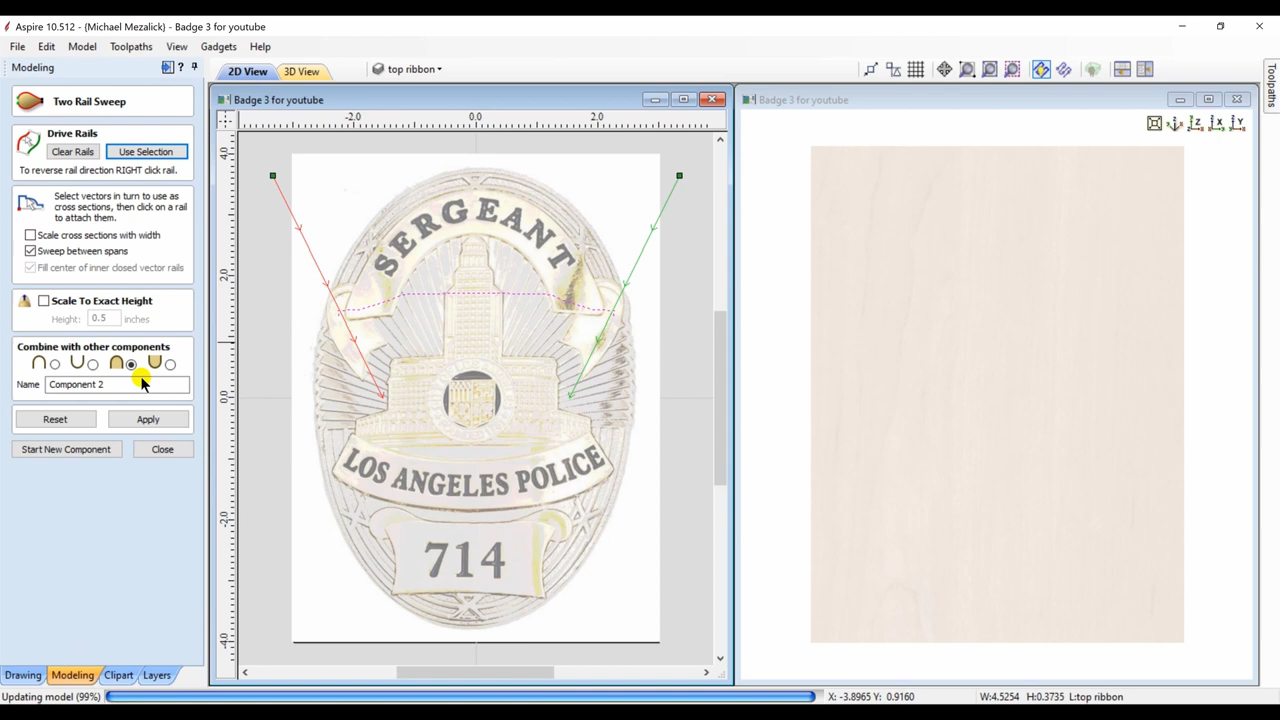 Aspire 10.512 - {Michael Mezalick} - Badge 3 for youtube
File Edit Model Toolpaths View Gadgets Help
Modeling ?
2D View 3D View top ribbon
Two Rail Sweep
Drive Rails
Clear Rails Use Selection
To reverse rail direction RIGHT click rail.
Select vectors in turn to use as
cross sections, then click on a rail
to attach them.
Scale cross sections with width
Sweep between spans
Fill center of inner closed vector rails
Scale To Exact Height
Height: 0.5 inches
Combine with other components
Name Component 2
Reset Apply
Start New Component Close
Drawing Modeling Clipart Layers
Badge 3 for youtube
-2.0 0.0 2.0
4.0
2.0
0.0
-2.0
-4.0
SERGEANT
LOS ANGELES POLICE
714
Badge 3 for youtube
Z X Y
Toolpaths
Updating model (99%)
X: -3.8965 Y: 0.9160
W:4.5254 H:0.3735 L:top ribbon